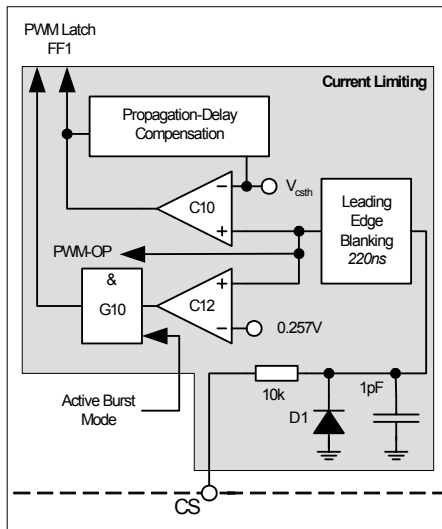 PWM Latch
FF1
Current Limiting
Propagation-Delay
Compensation
Vcsth
C10
Leading
Edge
Blanking
220ns
PWM-OP
&
G10
C12
0.257V
Active Burst
Mode
10k
1pF
D1
CS